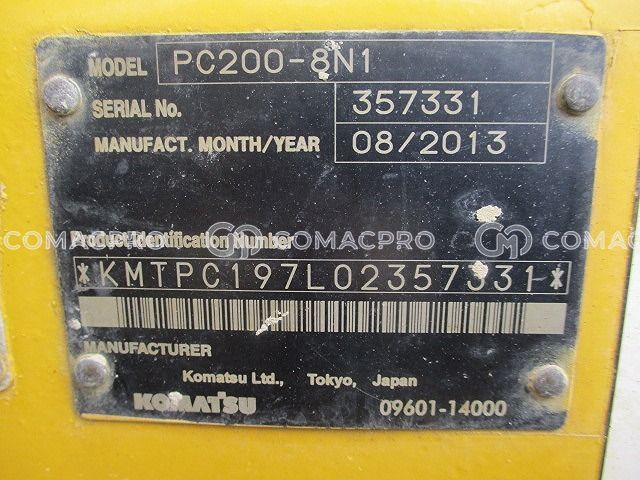 MODEL PC200-8N1
SERIAL No. 357331
MANUFACT. MONTH/YEAR 08/2013
Product Identification Number
COMACPRO COMACPRO COMACPRO
*KMTPC197L02357331*
MANUFACTURER
Komatsu Ltd., Tokyo, Japan
KOMATSU 09601-14000